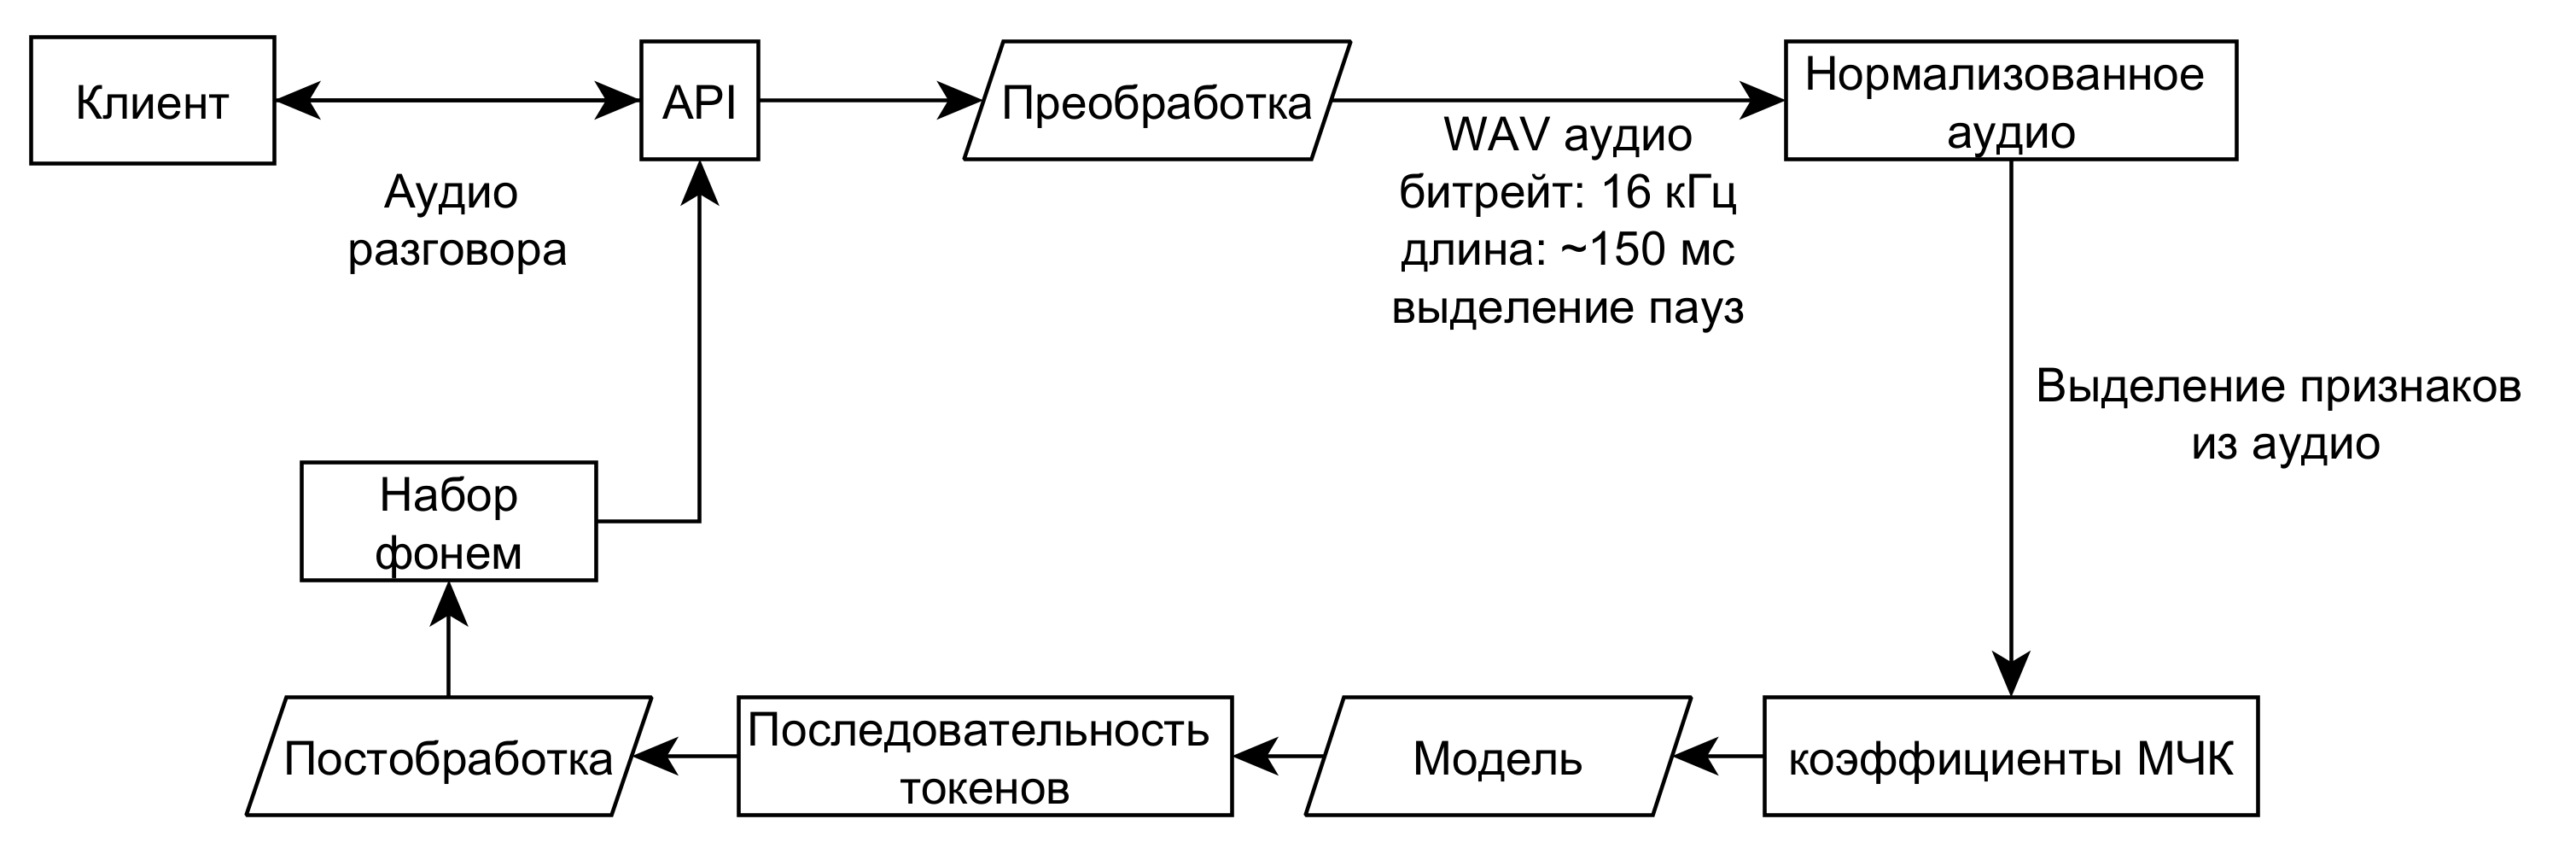 Клиент
API
Преобработка
Нормализованное
аудио
Аудио
разговора
WAV аудио
битрейт: 16 кГц
длина: ~150 мс
выделение пауз
Выделение признаков
из аудио
Набор
фонем
Постобработка
Последовательность
токенов
Модель
коэффициенты МЧК